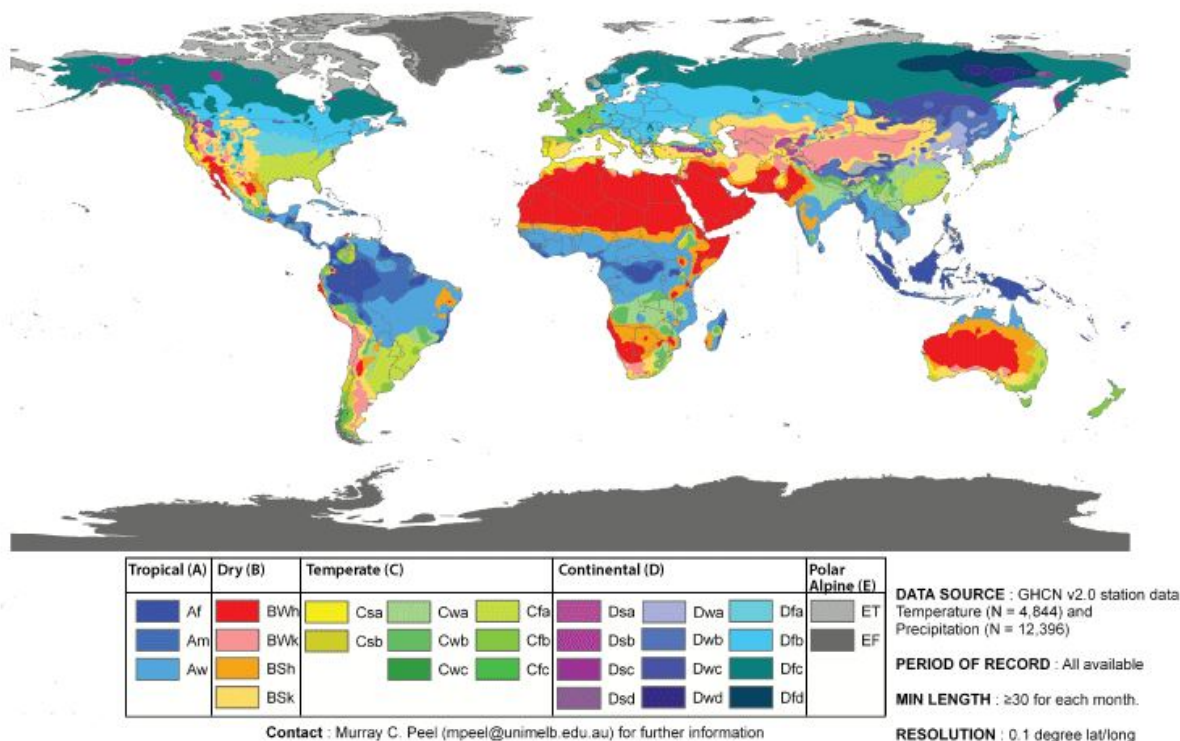 Tropical (A)
Dry (B)
Temperate (C)
Continental (D)
Polar
Alpine (E)
Af
Am
Aw
BWh
BWk
BSh
BSk
Csa
Csb
Cwa
Cwb
Cwc
Cfa
Cfb
Cfc
Dsa
Dsb
Dsc
Dsd
Dwa
Dwb
Dwc
Dwd
Dfa
Dfb
Dfc
Dfd
ET
EF
DATA SOURCE : GHCN v2.0 station data
Temperature (N = 4,844) and
Precipitation (N = 12,396)
PERIOD OF RECORD : All available
MIN LENGTH : ≥30 for each month.
RESOLUTION : 0.1 degree lat/long
Contact : Murray C. Peel (mpeel@unimelb.edu.au) for further information